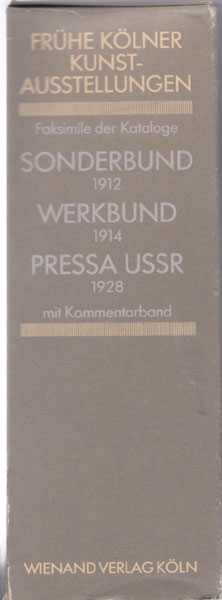 FRÜHE KÖLNER
KUNST-
AUSSTELLUNGEN
Faksimile der Kataloge
SONDERBUND
1912
WERKBUND
1914
PRESSA USSR
1928
mit Kommentarband
WIENAND VERLAG KÖLN